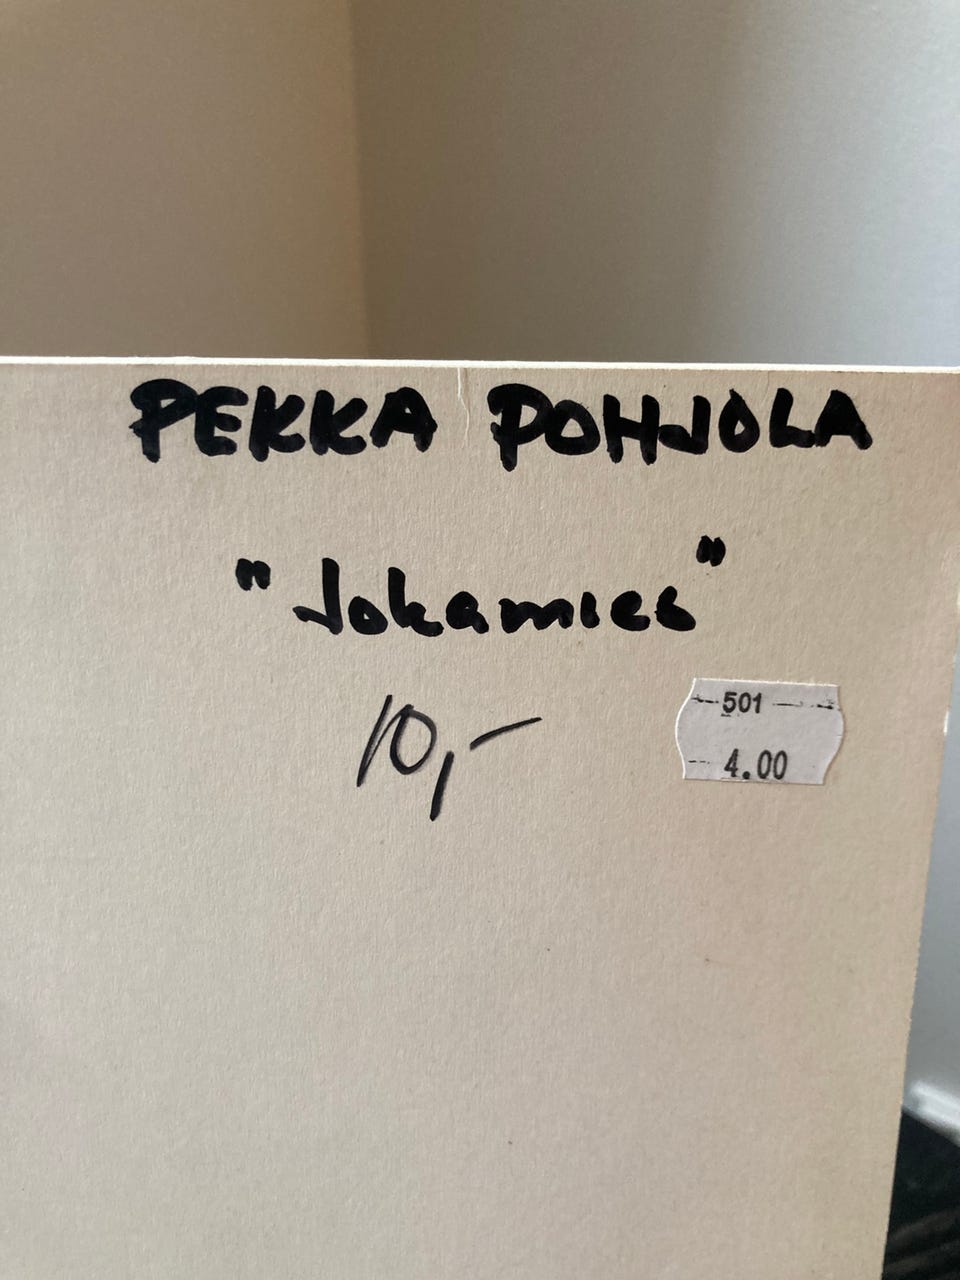 PEKKA POHJOLA
"Jokamies"
10,-
501
4.00